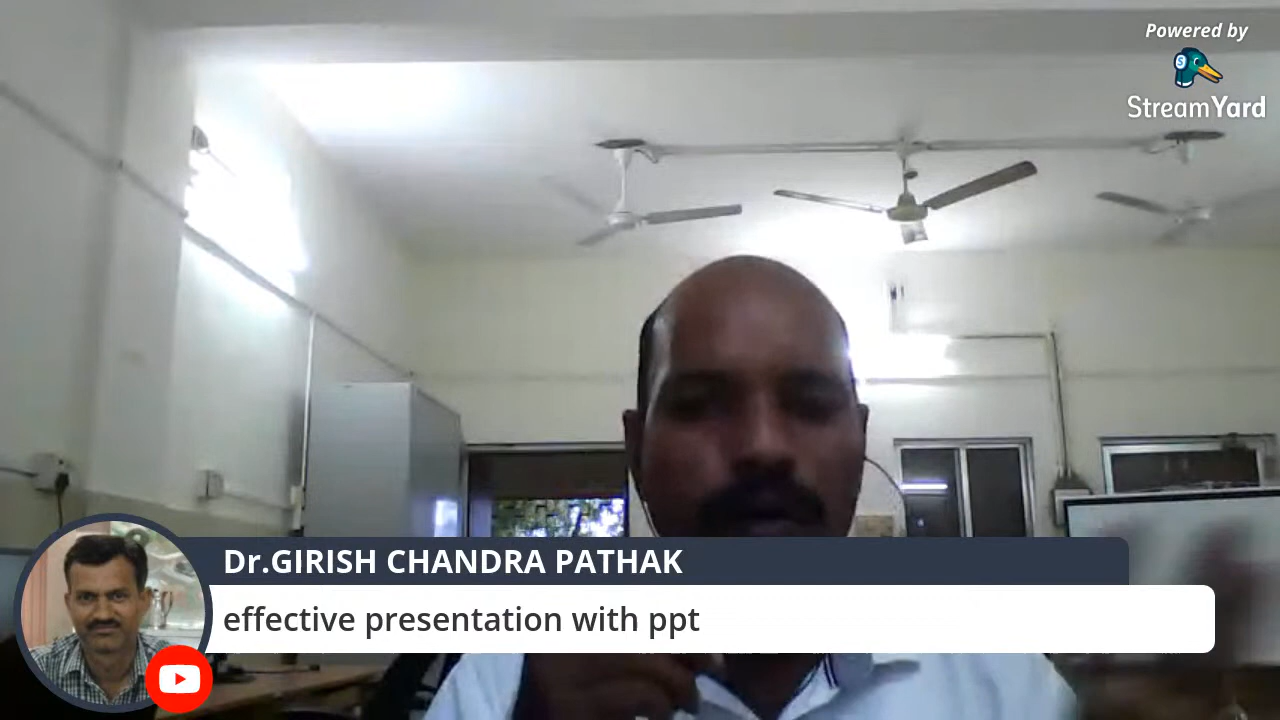 Powered by
StreamYard
Dr.GIRISH CHANDRA PATHAK
effective presentation with ppt